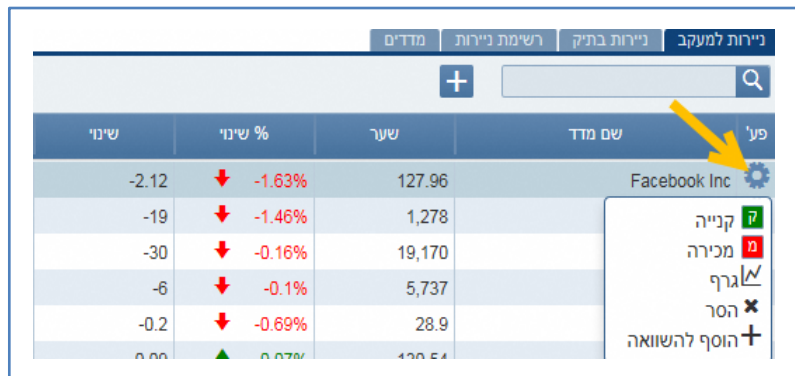 ניירות למעקב ניירות בתיק רשימת ניירות מדדים
פע' שם מדד שער % שינוי שינוי
Facebook Inc 127.96 -1.63% -2.12
קנייה ק 1,278 -1.46% -19
מכירה מ 19,170 -0.16% -30
גרף 5,737 -0.1% -6
הסר 28.9 -0.69% -0.2
הוסף להשוואה